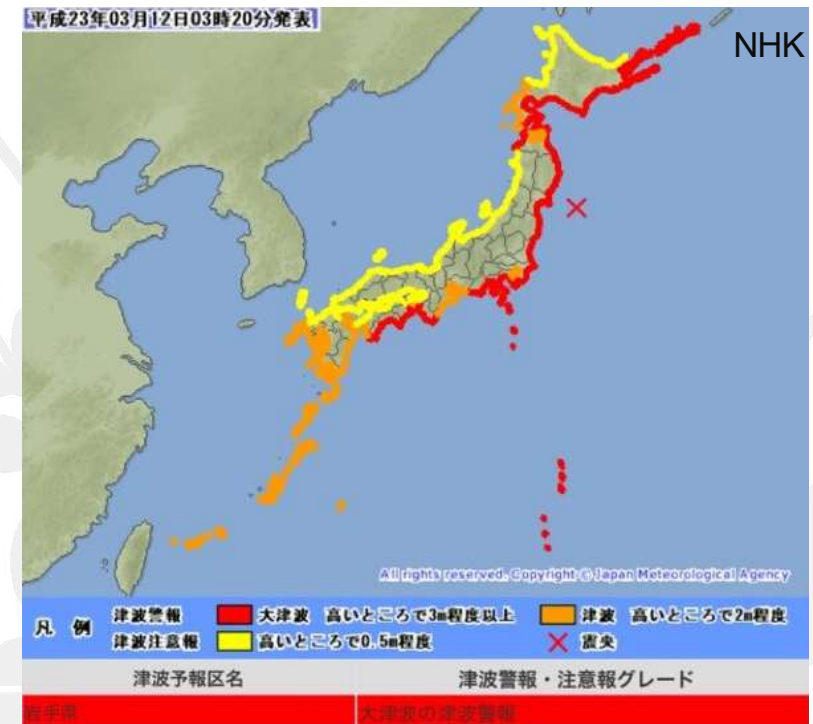 平成23年03月12日03時20分発表
NHK
All rights reserved. Copyright © Japan Meteorological Agency
凡 例 津波警報 大津波 高いところで3m程度以上 津波 高いところで2m程度
津波注意報 高いところで0.5m程度 震央
津波予報区名 津波警報・注意報グレード
岩手県 大津波の津波警報